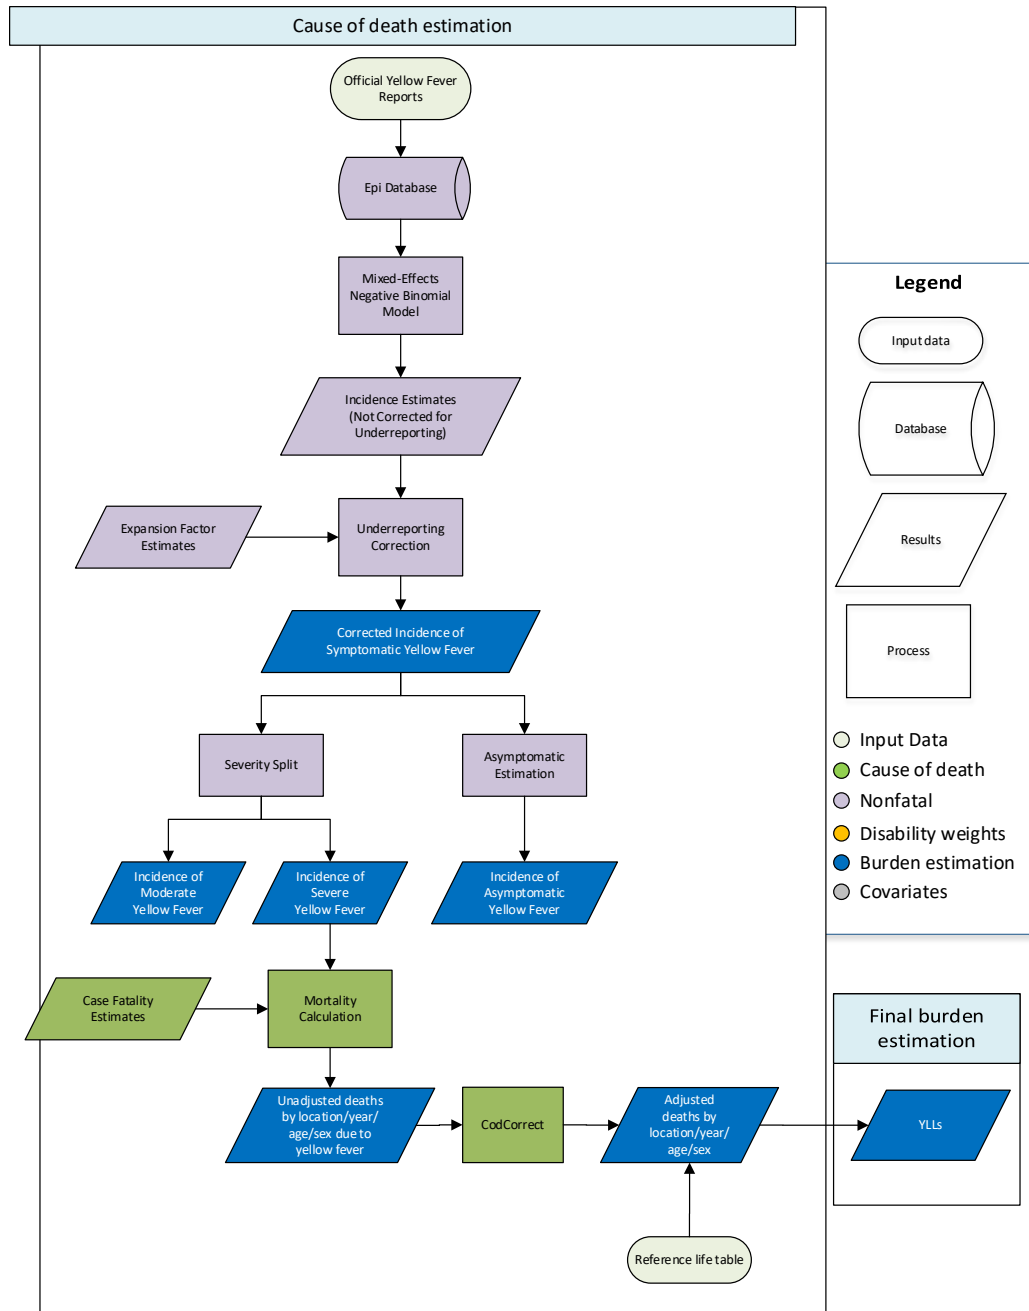 Cause of death estimation
Official Yellow Fever
Reports
Epi Database
Mixed-Effects
Negative Binomial
Model
Incidence Estimates
(Not Corrected for
Underreporting)
Expansion Factor
Estimates
Underreporting
Correction
Corrected Incidence of
Symptomatic Yellow Fever
Severity Split
Asymptomatic
Estimation
Incidence of
Moderate
Yellow Fever
Incidence of
Severe
Yellow Fever
Incidence of
Asymptomatic
Yellow Fever
Case Fatality
Estimates
Mortality
Calculation
Unadjusted deaths
by location/year/
age/sex due to
yellow fever
CodCorrect
Adjusted
deaths by
location/year/
age/sex
Reference life table
Legend
Input data
Database
Results
Process
Input Data
Cause of death
Nonfatal
Disability weights
Burden estimation
Covariates
Final burden
estimation
YLLs